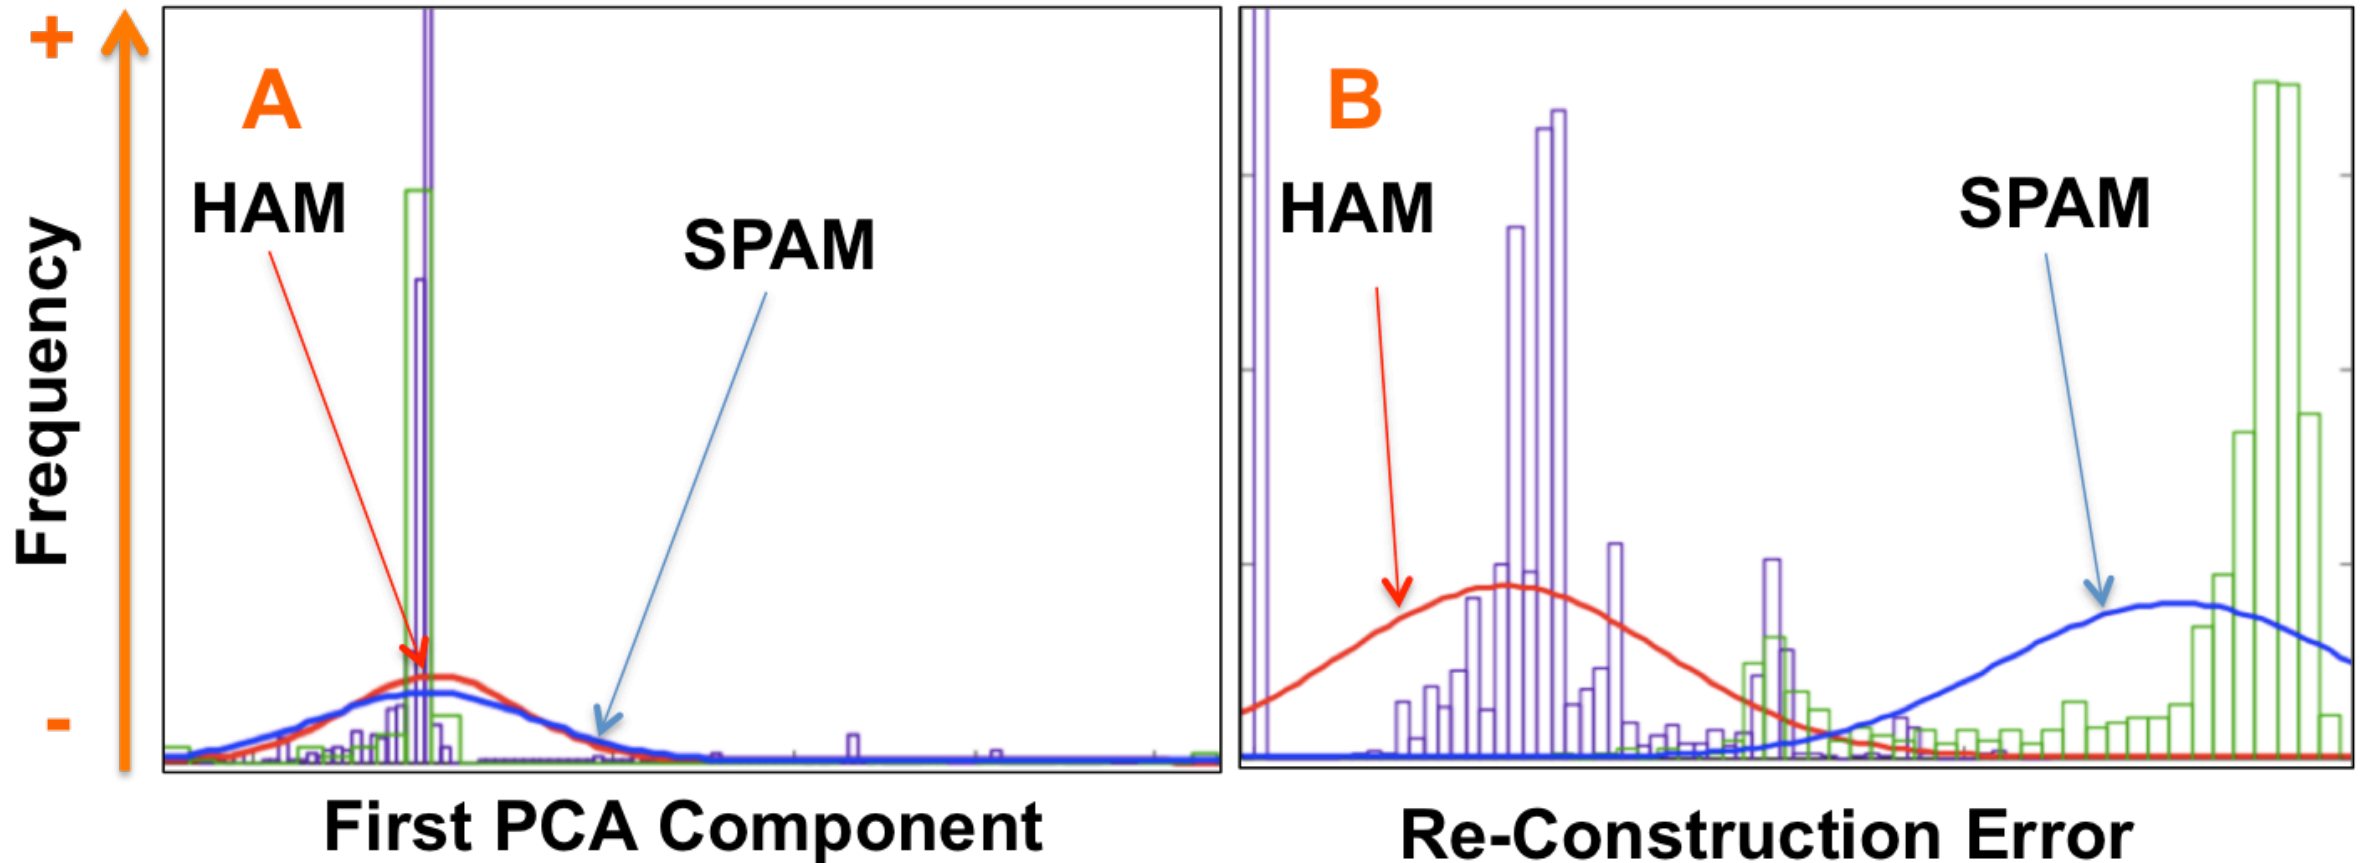 +
-
Frequency
A
HAM
SPAM
First PCA Component
B
HAM
SPAM
Re-Construction Error